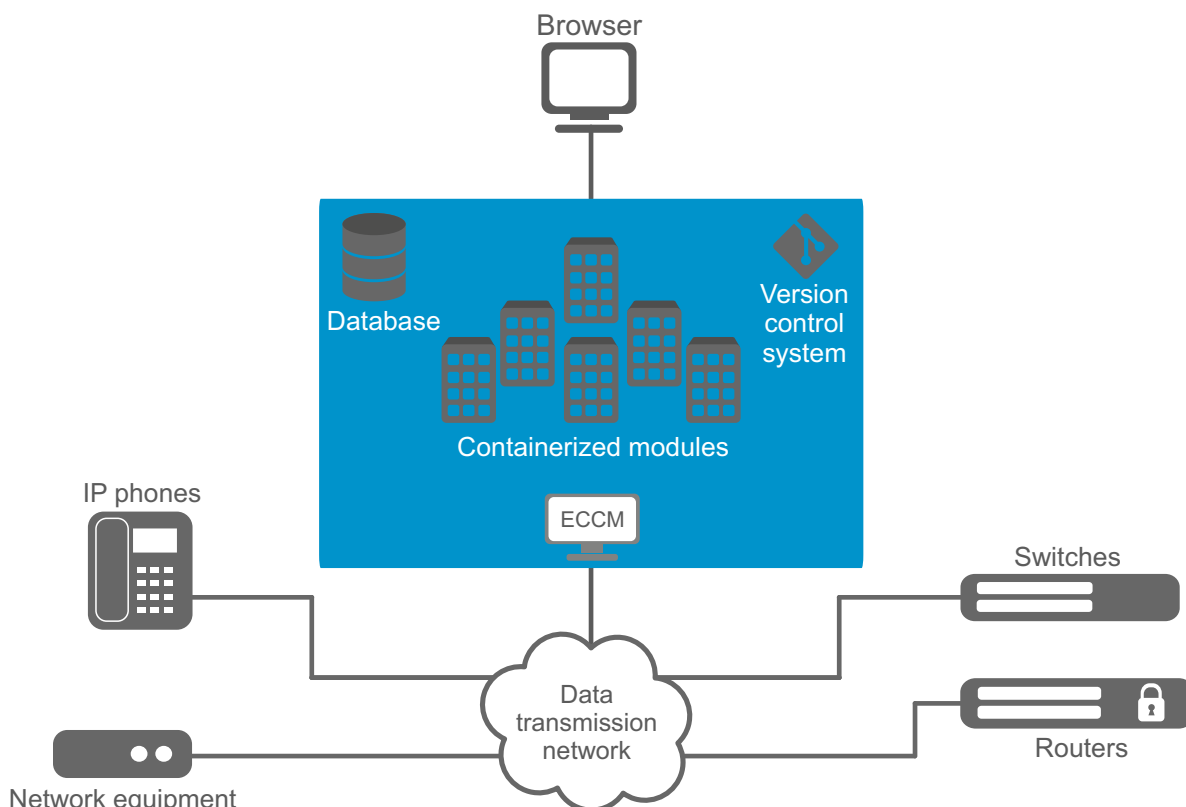 Browser
Database
Version
control
system
Containerized modules
IP phones
ECCM
Switches
Data
transmission
network
Routers
Network equipment